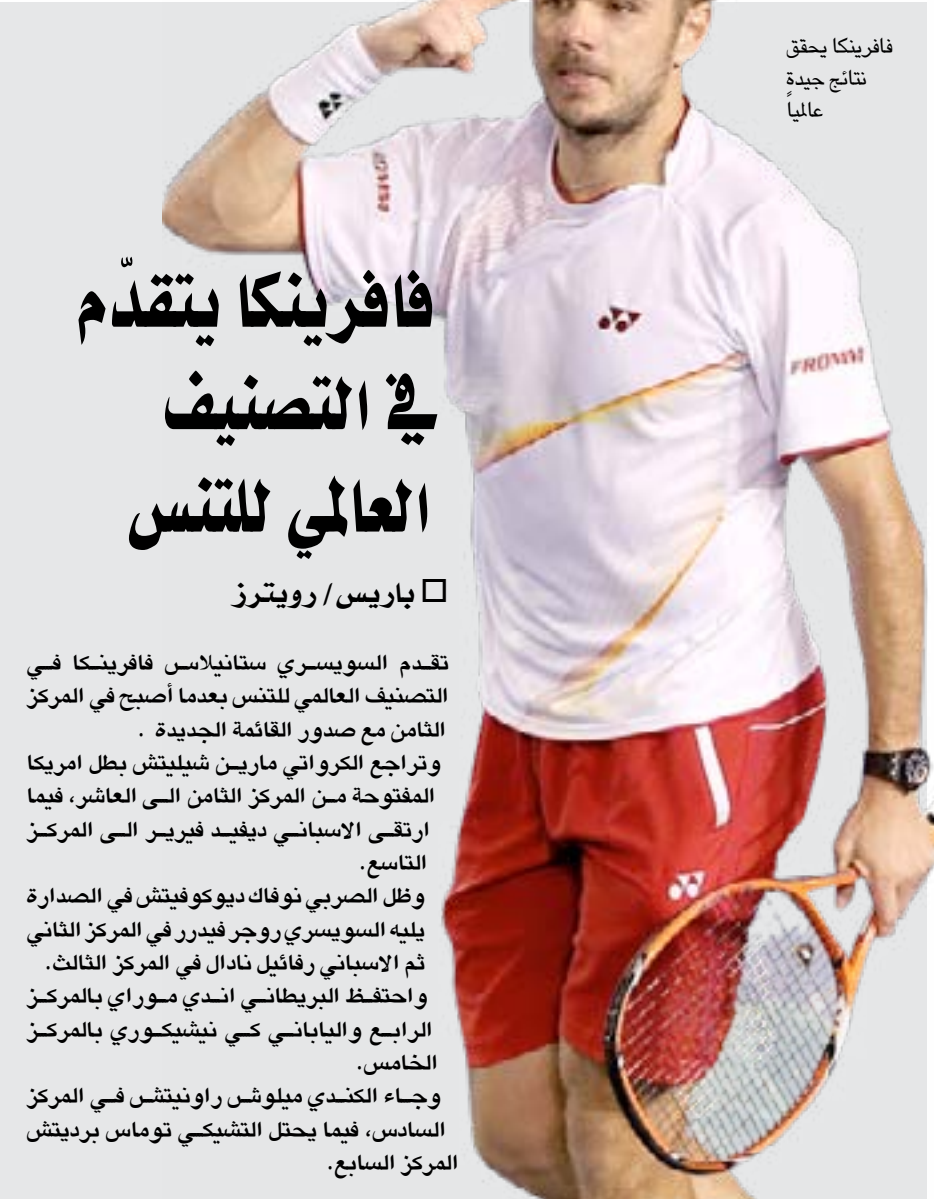 فافرينكا يحقق
نتائج جيدة
عالمياً
فافرينكا يتقدّم
في التصنيف
العالمي للتنس
□ باريس/ رويترز
تقدم السويسري ستانيلاس فافرينكا في
التصنيف العالمي للتنس بعدما أصبح في المركز
الثامن مع صدور القائمة الجديدة .
وتراجع الكرواتي مارين شيليتش بطل امريكا
المفتوحة من المركز الثامن الى العاشر، فيما
ارتقى الاسباني ديفيد فيرير الى المركز
التاسع.
وظل الصربي نوفاك ديوكوفيتش في الصدارة
يليه السويسري روجر فيدرر في المركز الثاني
ثم الاسباني رفائيل نادال في المركز الثالث.
واحتفظ البريطاني اندي موراي بالمركز
الرابع والياباني كي نيشيكوري بالمركز
الخامس.
وجاء الكندي ميلوش راونيتش في المركز
السادس، فيما يحتل التشيكي توماس برديتش
المركز السابع.
FROMM